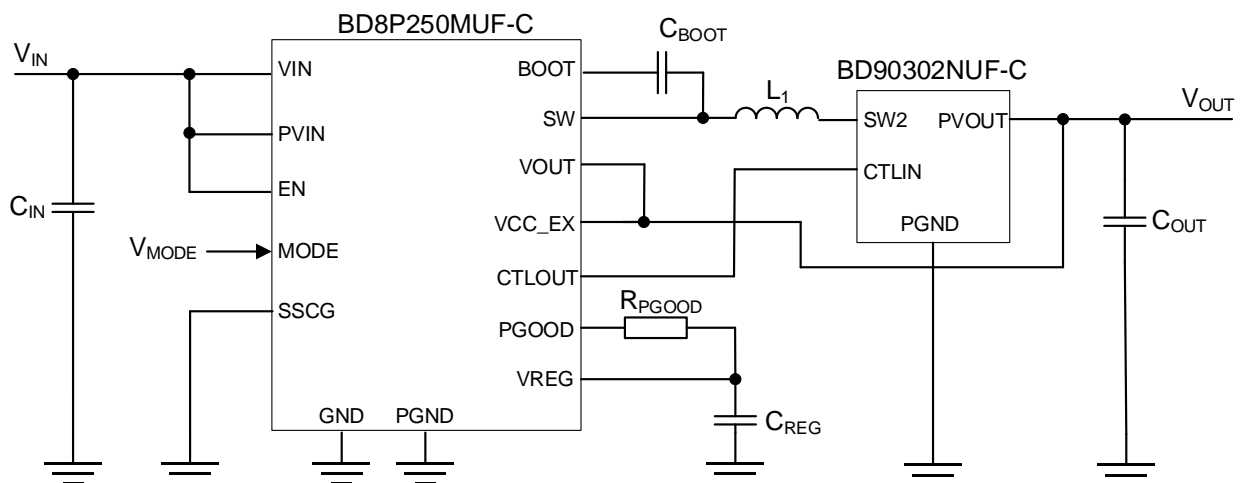 BD8P250MUF-C
C_BOOT
V_IN
VIN
BOOT
BD90302NUF-C
L_1
V_OUT
SW
SW2
PVOUT
PVIN
VOUT
CTLIN
EN
C_IN
VCC_EX
PGND
C_OUT
V_MODE
MODE
CTLOUT
R_PGOOD
SSCG
PGOOD
VREG
GND
PGND
C_REG